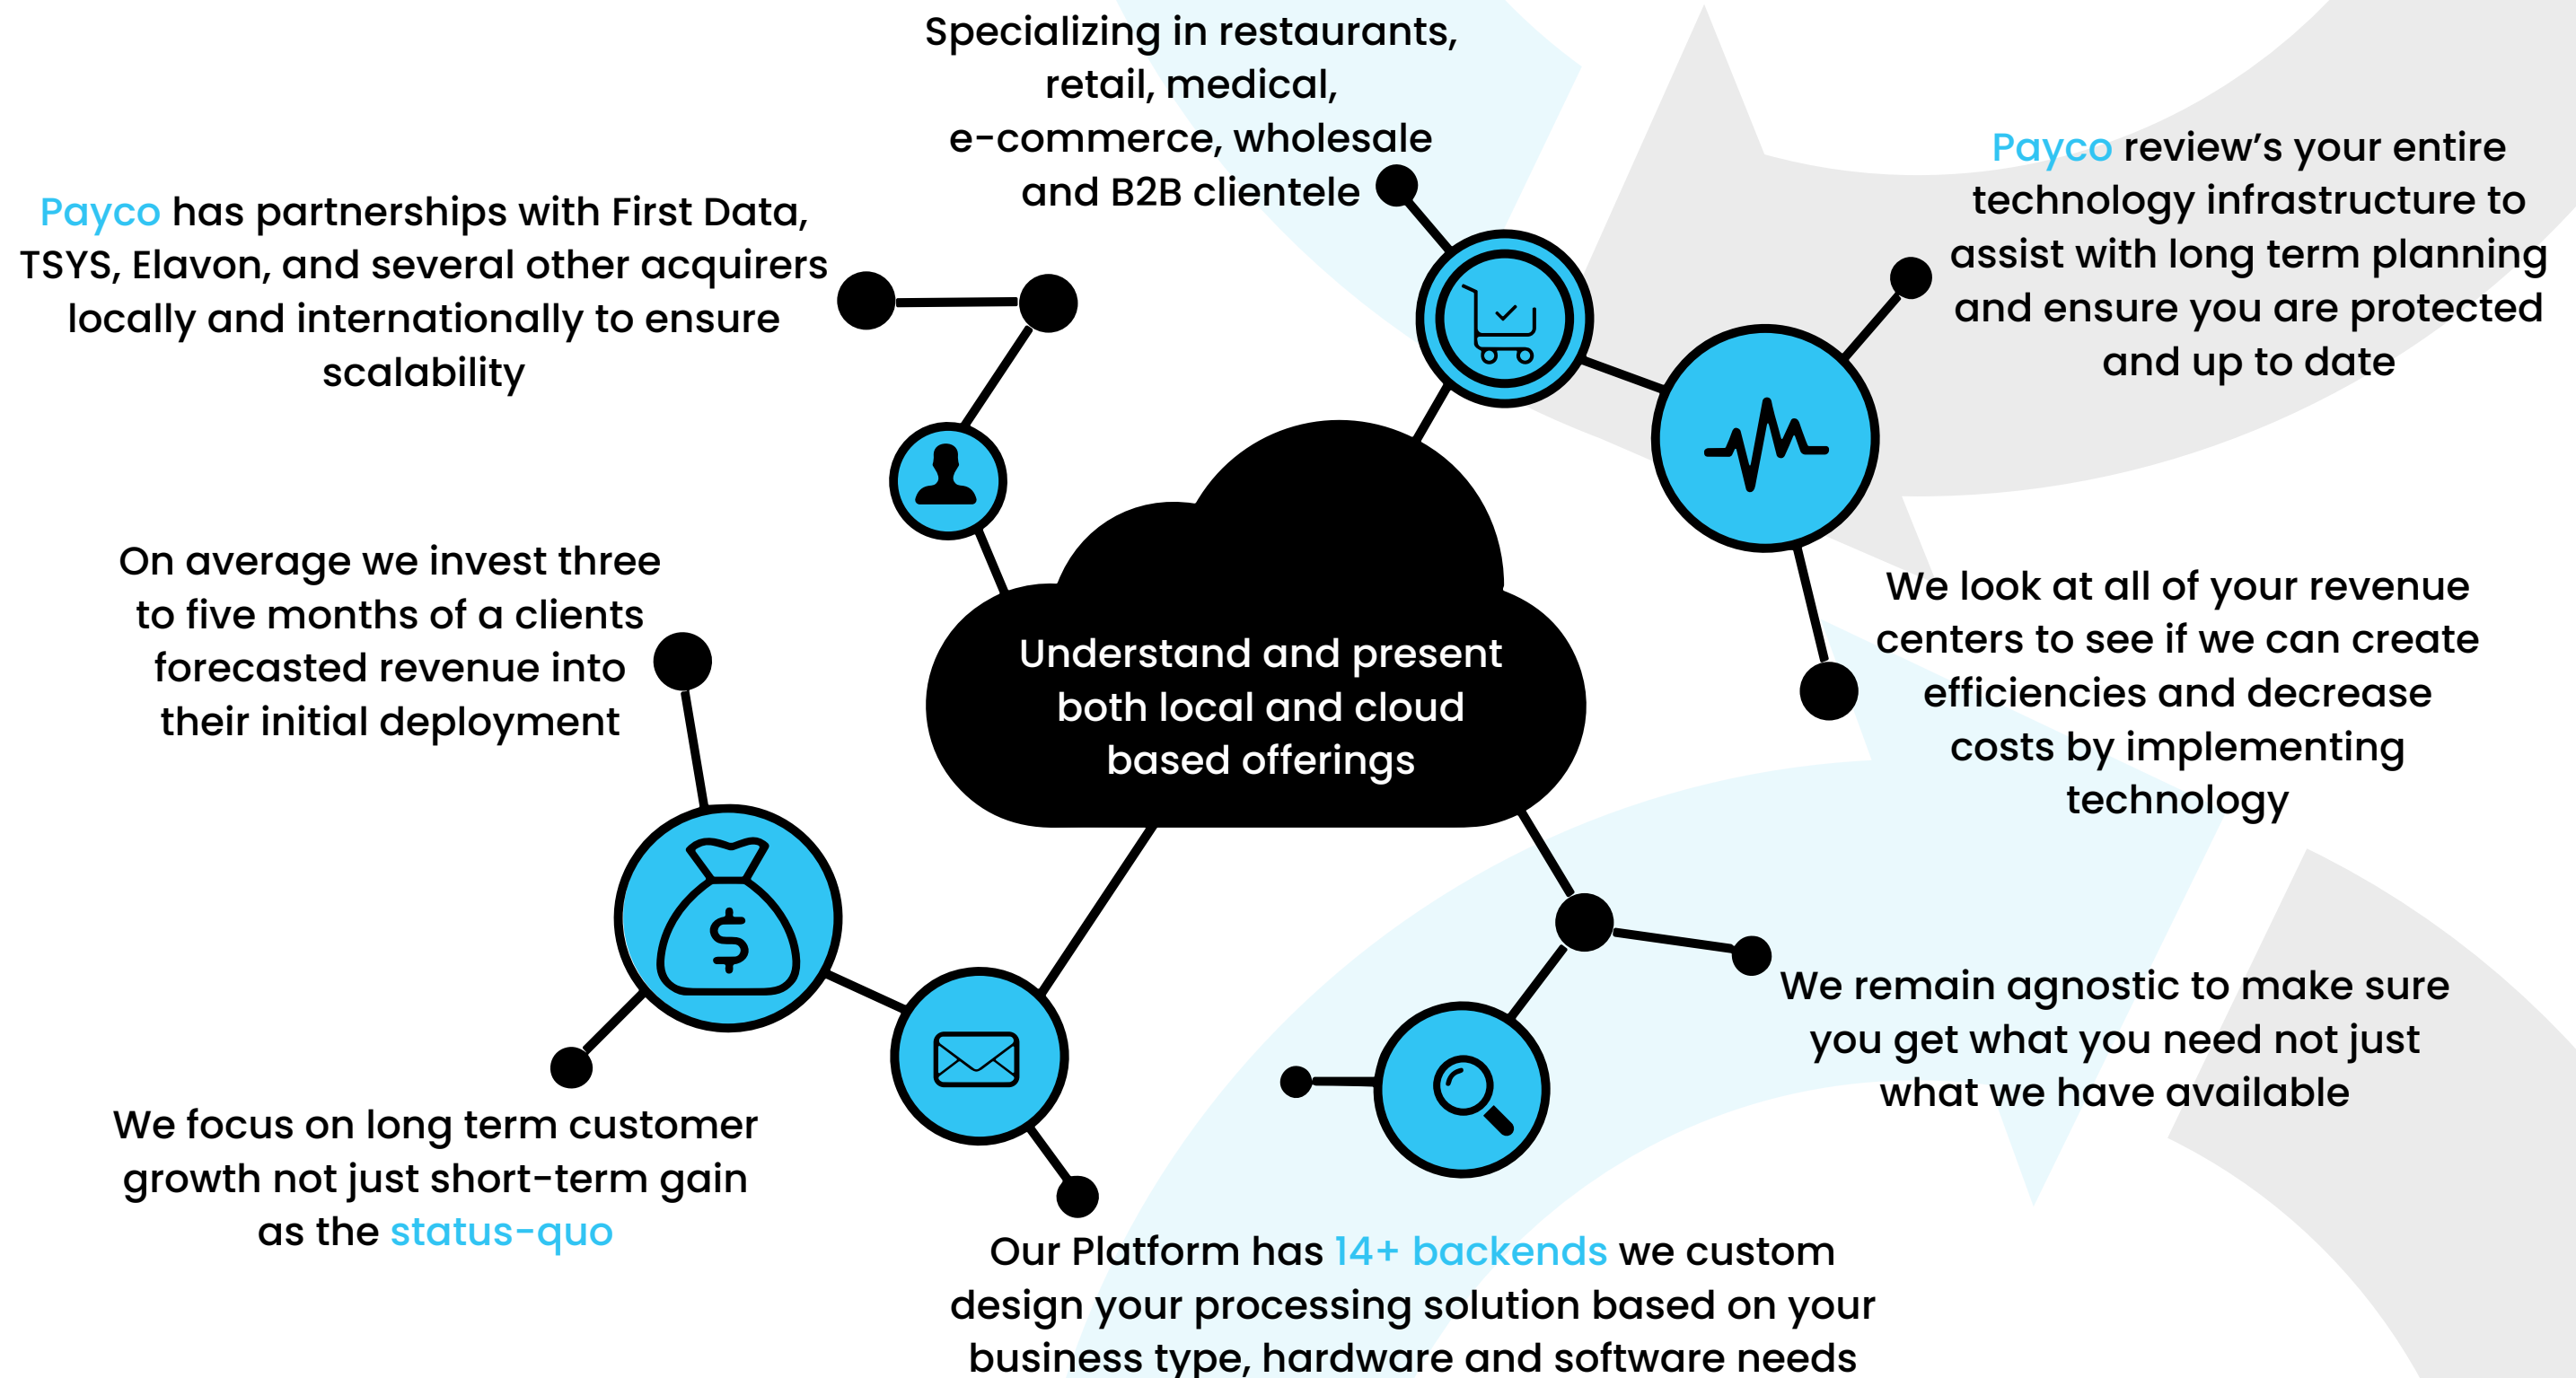 Specializing in restaurants,
retail, medical,
e-commerce, wholesale
and B2B clientele
Payco review’s your entire
technology infrastructure to
assist with long term planning
and ensure you are protected
and up to date
Payco has partnerships with First Data,
TSYS, Elavon, and several other acquirers
locally and internationally to ensure
scalability
On average we invest three
to five months of a clients
forecasted revenue into
their initial deployment
Understand and present
both local and cloud
based offerings
We look at all of your revenue
centers to see if we can create
efficiencies and decrease
costs by implementing
technology
$
We remain agnostic to make sure
you get what you need not just
what we have available
We focus on long term customer
growth not just short-term gain
as the status-quo
Our Platform has 14+ backends we custom
design your processing solution based on your
business type, hardware and software needs